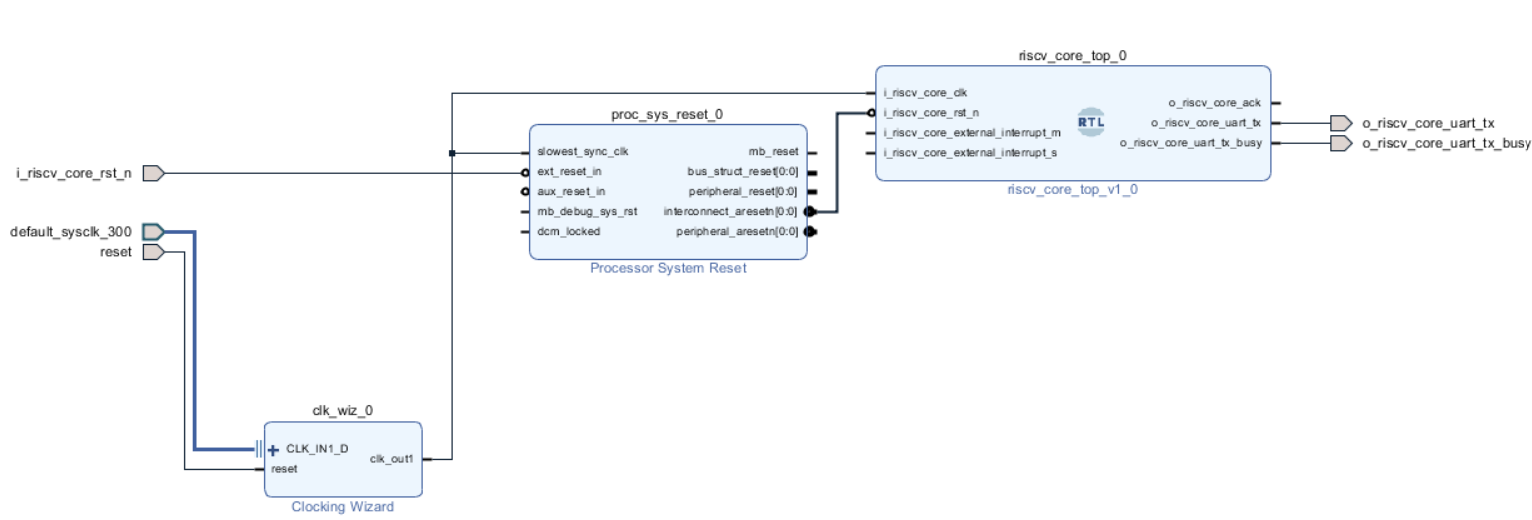 riscv_core_top_0
i_riscv_core_clk
i_riscv_core_rst_n
i_riscv_core_external_interrupt_m
i_riscv_core_external_interrupt_s
RTL
o_riscv_core_ack
o_riscv_core_uart_tx
o_riscv_core_uart_tx_busy
riscv_core_top_v1_0
o_riscv_core_uart_tx
o_riscv_core_uart_tx_busy
proc_sys_reset_0
slowest_sync_clk
ext_reset_in
aux_reset_in
mb_debug_sys_rst
dcm_locked
mb_reset
bus_struct_reset[0:0]
peripheral_reset[0:0]
interconnect_aresetn[0:0]
peripheral_aresetn[0:0]
Processor System Reset
i_riscv_core_rst_n
default_sysclk_300
reset
clk_wiz_0
CLK_IN1_D
reset
clk_out1
Clocking Wizard